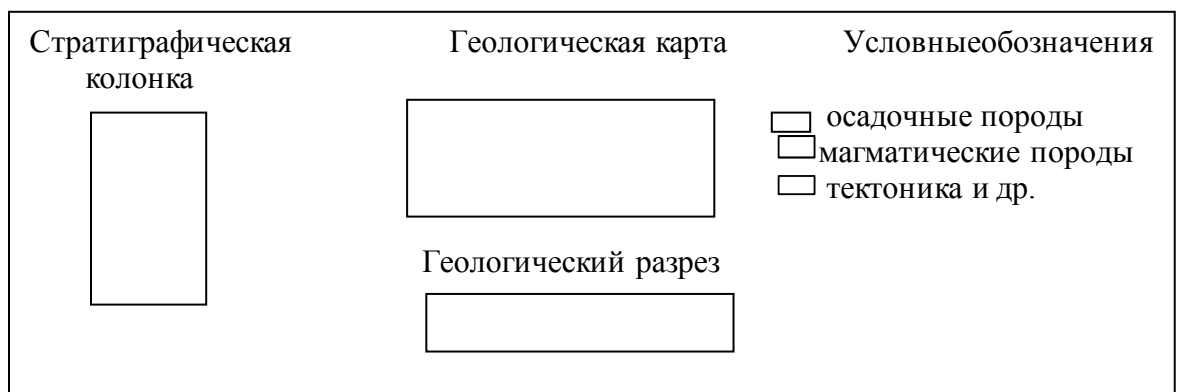 Стратиграфическая
колонка
Геологическая карта
Геологический разрез
Условныеобозначения
осадочные породы
магматические породы
тектоника и др.